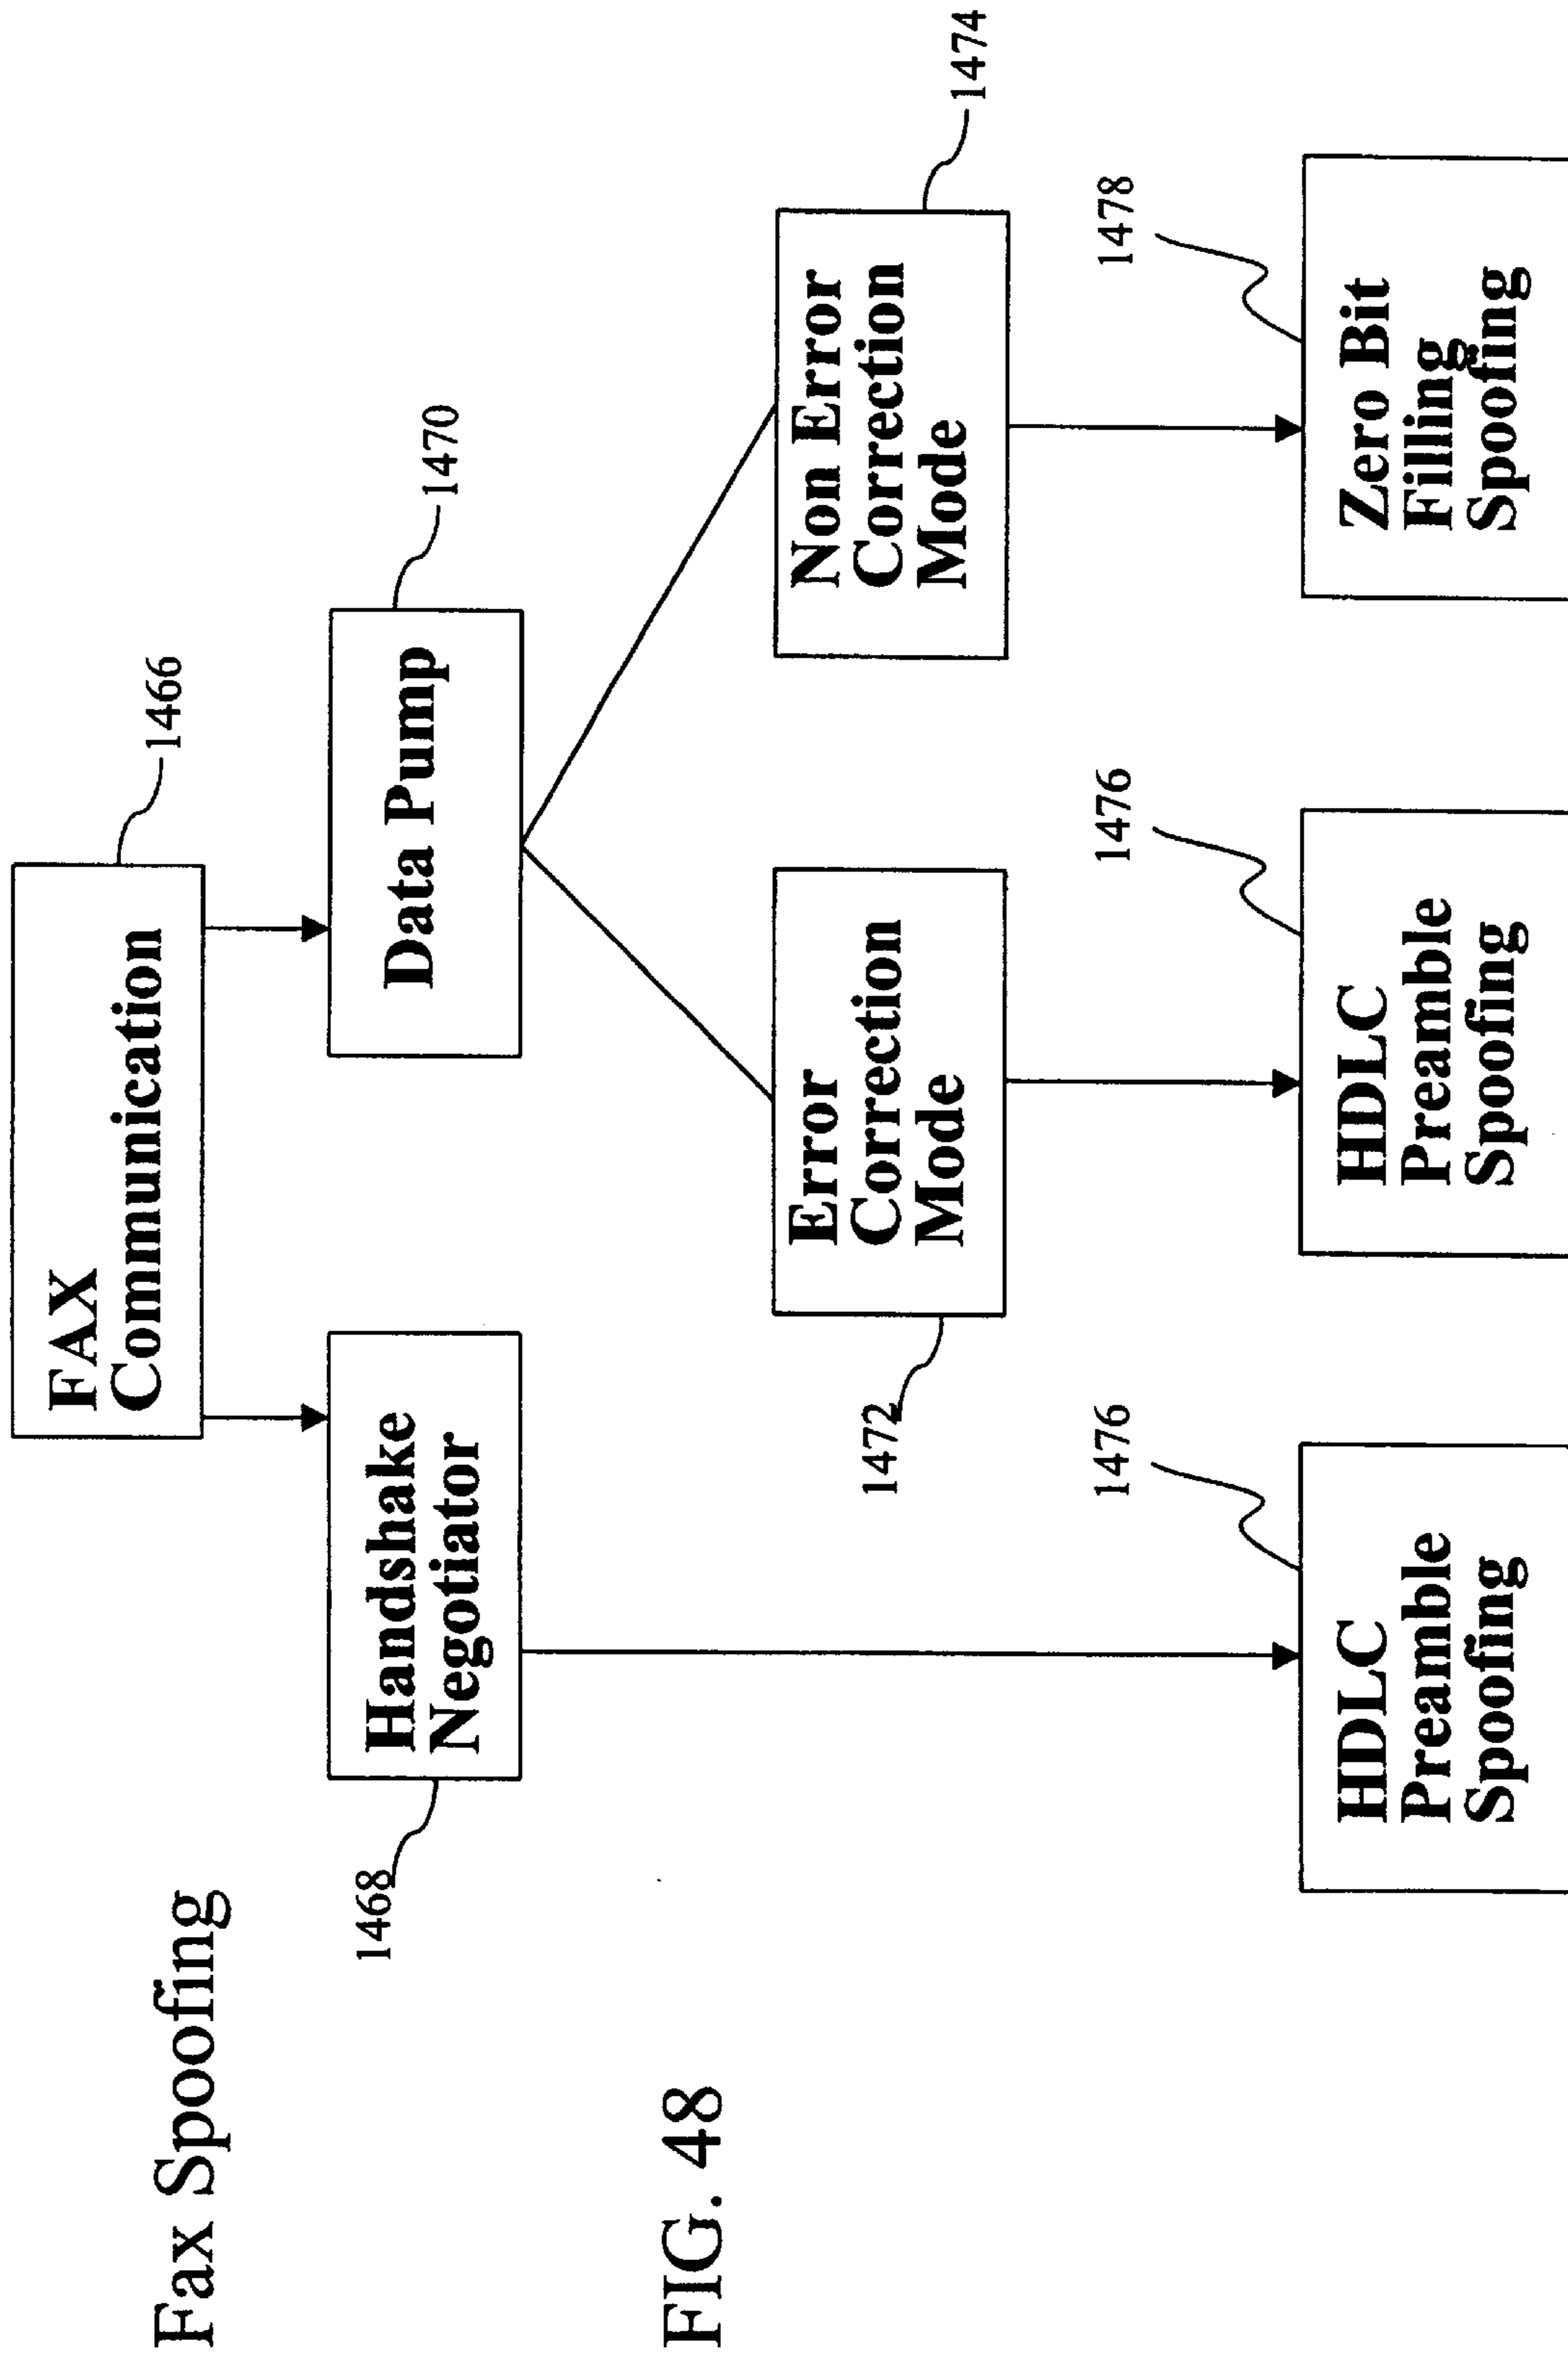 Fax Spoofing
FAX
Communication
1466
1468
Handshake
Negotiator
Data Pump
1470
1472
Error
Correction
Mode
Non Error
Correction
Mode
1474
1476
HDLC
Preamble
Spoofing
1476
HDLC
Preamble
Spoofing
1478
Zero Bit
Filling
Spoofing
FIG. 48